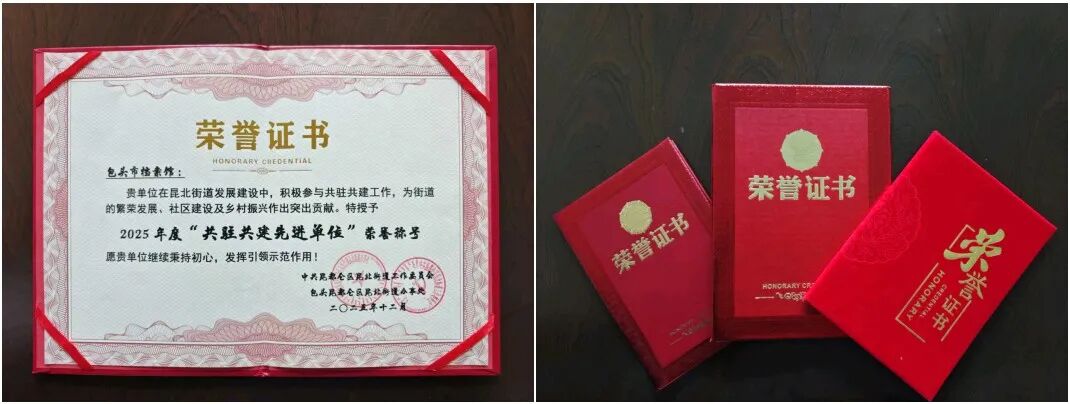 荣誉证书
HONORARY CREDENTIAL
包头市档案馆：
贵单位在昆北街道发展建设中，积极参与共驻共建工作，为街道
的繁荣发展、社区建设及乡村振兴作出突出贡献。特授予
2025年度“共驻共建先进单位”荣誉称号
愿贵单位继续秉持初心，发挥引领示范作用！
中共昆都仑区昆北街道工作委员会
包头昆都仑区昆北街道办事处
二〇二五年十二月
荣誉证书
荣誉证书
HONORARY CREDENTIAL
荣誉证书
HONORARY
CREDENTIAL